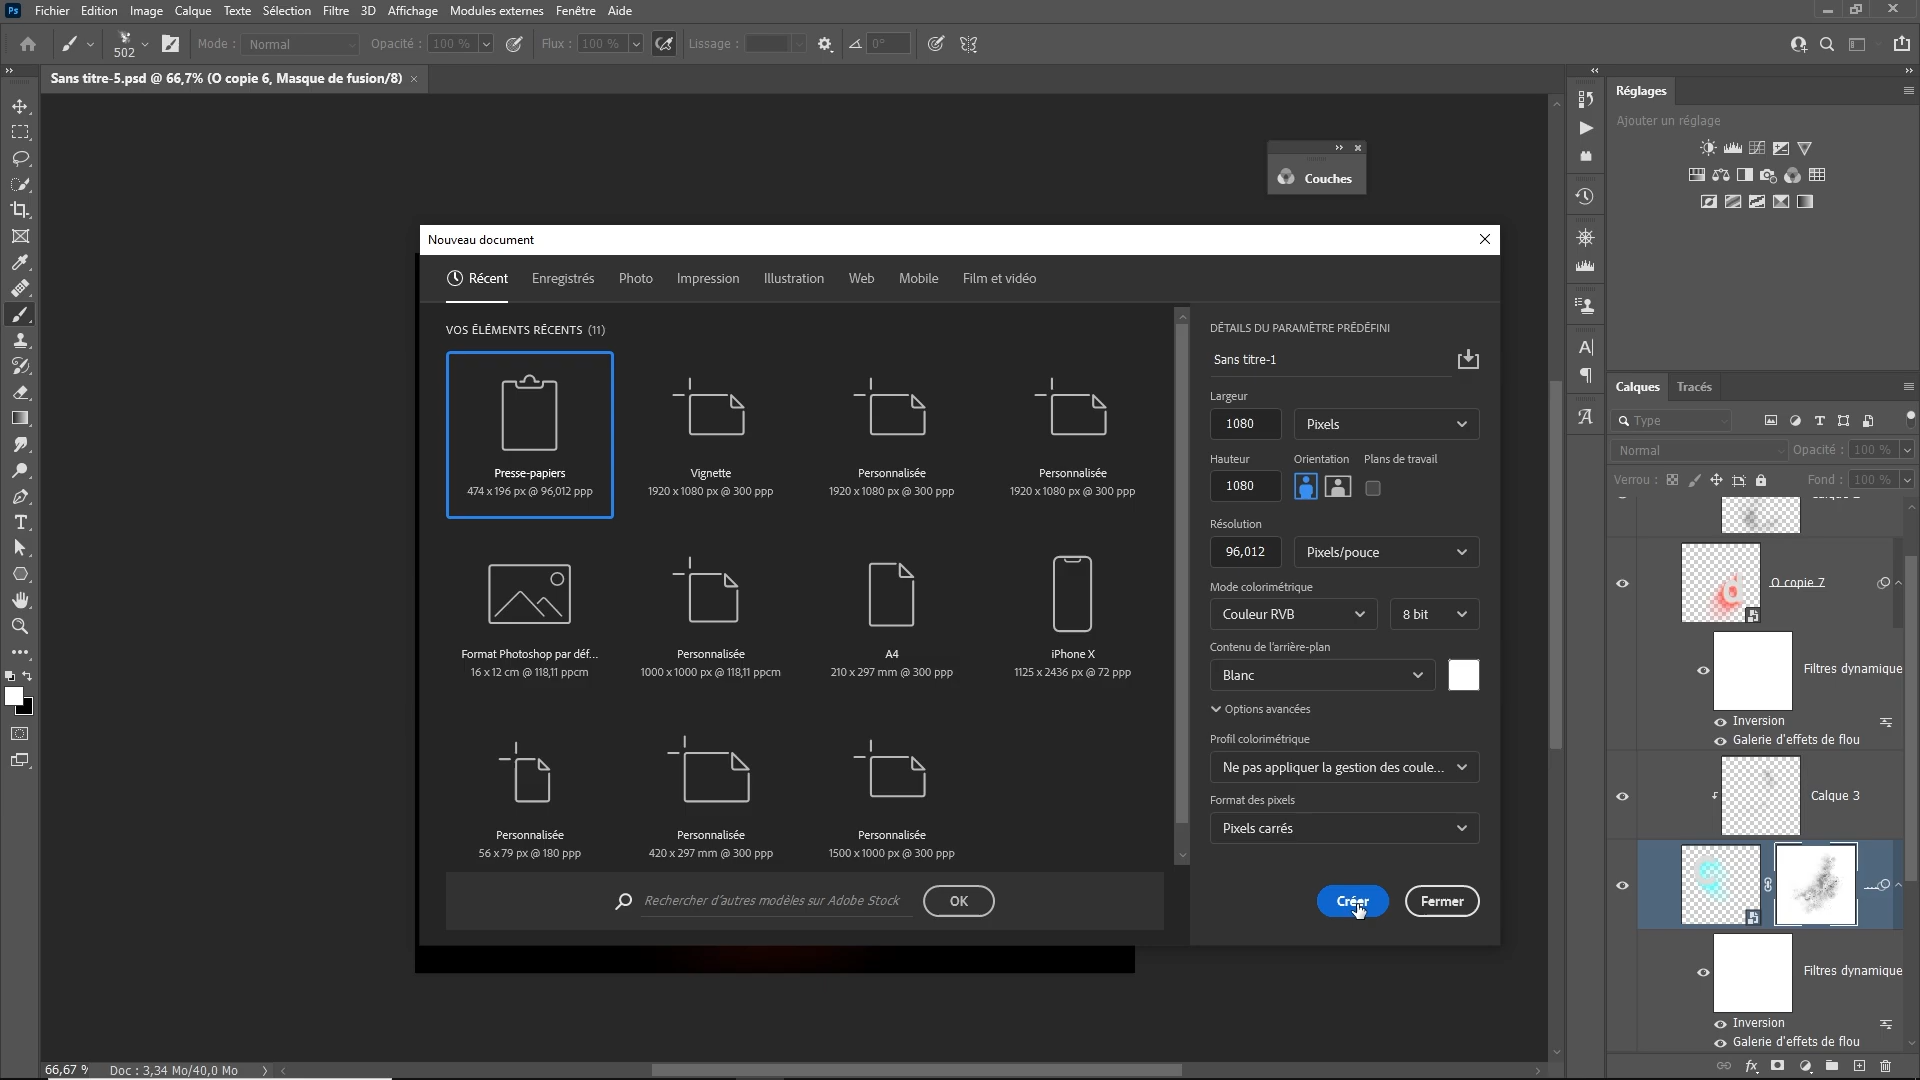 Ps Fichier Edition Image Calque Texte Sélection Filtre 3D Affichage Modules externes Fenêtre Aide
502 Mode : Normal Opacité : 100 % Flux : 100 % Lissage : 0°
Sans titre-5.psd @ 66,7% (O copie 6, Masque de fusion/8) ×
Réglages
Ajouter un réglage
Couches
Nouveau document
Récent Enregistrés Photo Impression Illustration Web Mobile Film et vidéo
VOS ÉLÉMENTS RÉCENTS (11)
Presse-papiers
474 x 196 px @ 96,012 ppp
Vignette
1920 x 1080 px @ 300 ppp
Personnalisée
1920 x 1080 px @ 300 ppp
Personnalisée
1920 x 1080 px @ 300 ppp
Format Photoshop par déf...
16 x 12 cm @ 118,11 ppcm
Personnalisée
1000 x 1000 px @ 118,11 ppcm
A4
210 x 297 mm @ 300 ppp
iPhone X
1125 x 2436 px @ 72 ppp
Personnalisée
56 x 79 px @ 180 ppp
Personnalisée
420 x 297 mm @ 300 ppp
Personnalisée
1500 x 1000 px @ 300 ppp
Rechercher d'autres modèles sur Adobe Stock OK
DÉTAILS DU PARAMÈTRE PRÉDÉFINI
Sans titre-1
Largeur
1080 Pixels
Hauteur Orientation Plans de travail
1080
Résolution
96,012 Pixels/pouce
Mode colorimétrique
Couleur RVB 8 bit
Contenu de l'arrière-plan
Blanc
Options avancées
Profil colorimétrique
Ne pas appliquer la gestion des coule...
Format des pixels
Pixels carrés
Créer Fermer
Calques Tracés
Type
Normal Opacité : 100 %
Verrou : Fond : 100 %
O copie 7
Filtres dynamique
Inversion
Galerie d'effets de flou
Calque 3
Filtres dynamique
Inversion
Galerie d'effets de flou
66,67 % Doc : 3,34 Mo/40,0 Mo